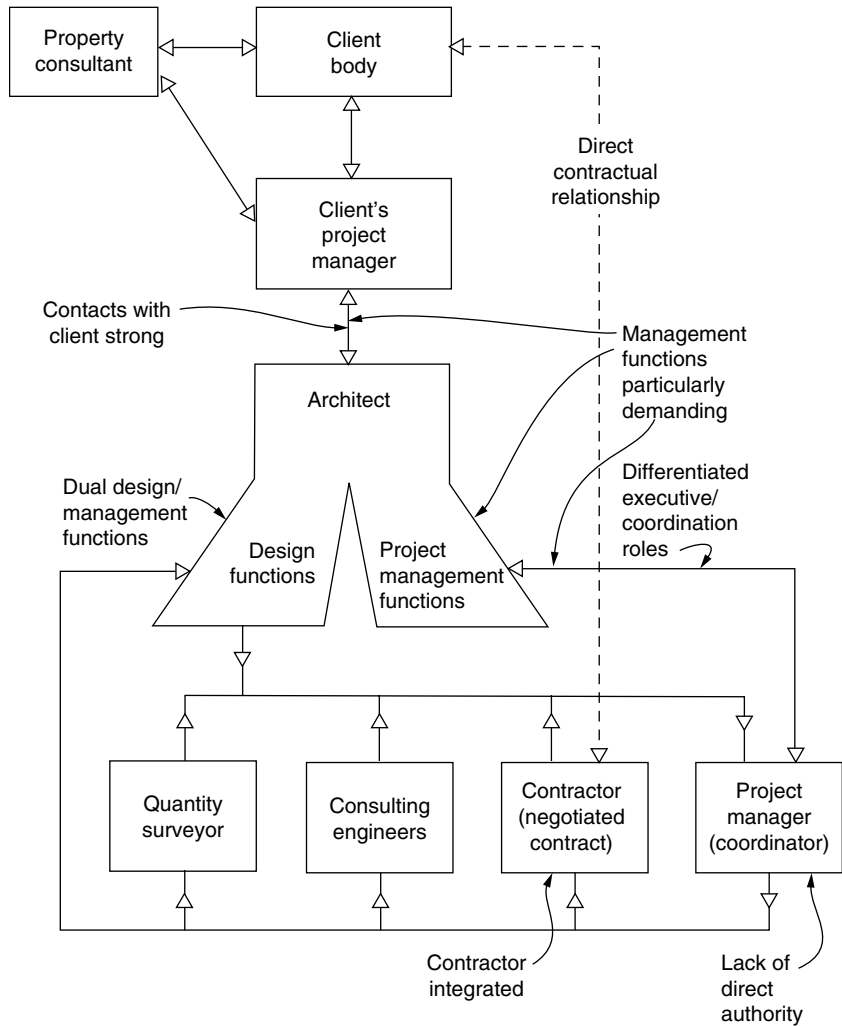 Property
consultant
Client
body
Direct
contractual
relationship
Client's
project
manager
Contacts with
client strong
Management
functions
particularly
demanding
Architect
Dual design/
management
functions
Differentiated
executive/
coordination
roles
Design
functions
Project
management
functions
Quantity
surveyor
Consulting
engineers
Contractor
(negotiated
contract)
Project
manager
(coordinator)
Contractor
integrated
Lack of
direct
authority